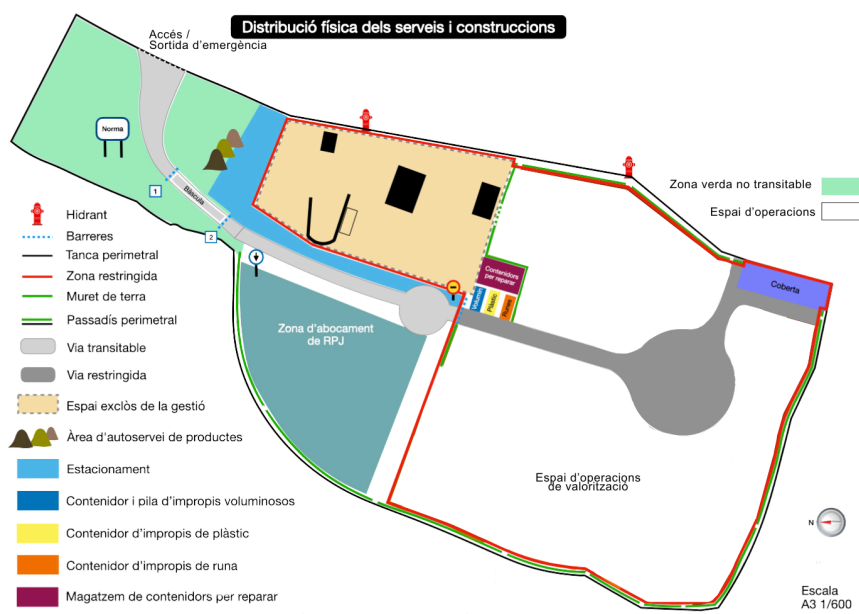 Distribució física dels serveis i construccions
Accés /
Sortida d'emergència
Norma
1
Bàscula
2
Zona verda no transitable
Espai d'operacions
Hidrant
Barreres
Tanca perimetral
Zona restringida
Muret de terra
Passadís perimetral
Via transitable
Via restringida
Espai exclòs de la gestió
Àrea d'autoservei de productes
Estacionament
Contenidor i pila d'impropis voluminosos
Contenidor d'impropis de plàstic
Contenidor d'impropis de runa
Magatzem de contenidors per reparar
Contenidors
per reparar
Plàstic
Runes
Coberta
Zona d'abocament
de RPJ
Espai d'operacions
de valorització
N
Escala
A3 1/600